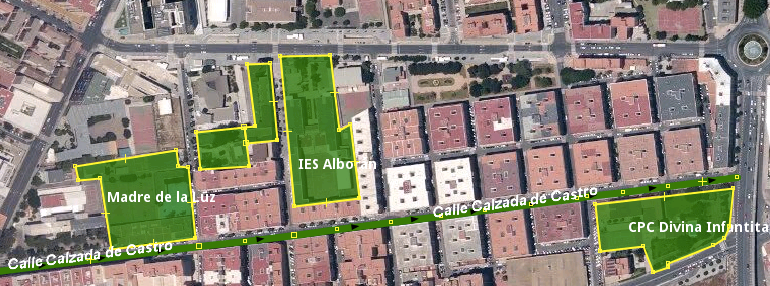 IES Alborán
Madre de la Luz
Calle Calzada de Castro
CPC Divina Infantita
Calle Calzada de Castro